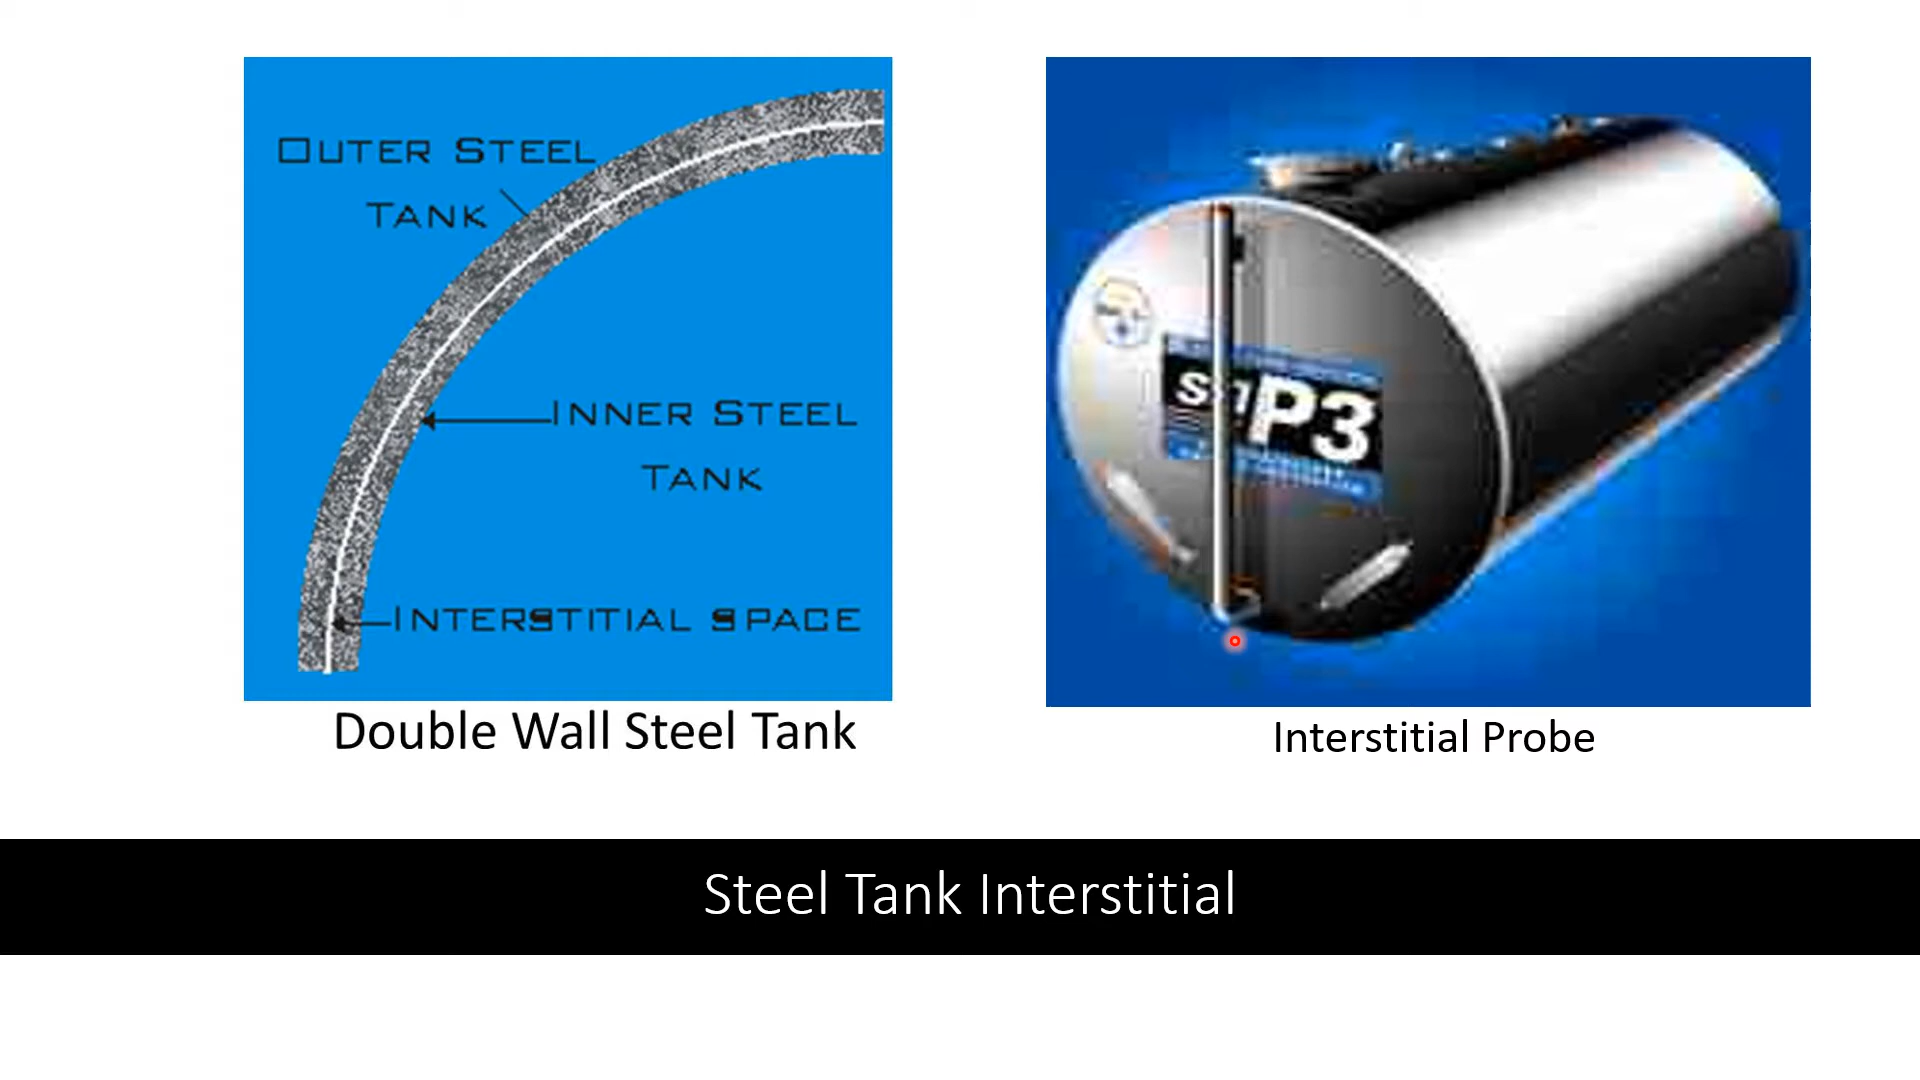 OUTER STEEL
TANK
INNER STEEL
TANK
INTERSTITIAL SPACE
P3
Double Wall Steel Tank
Interstitial Probe
Steel Tank Interstitial